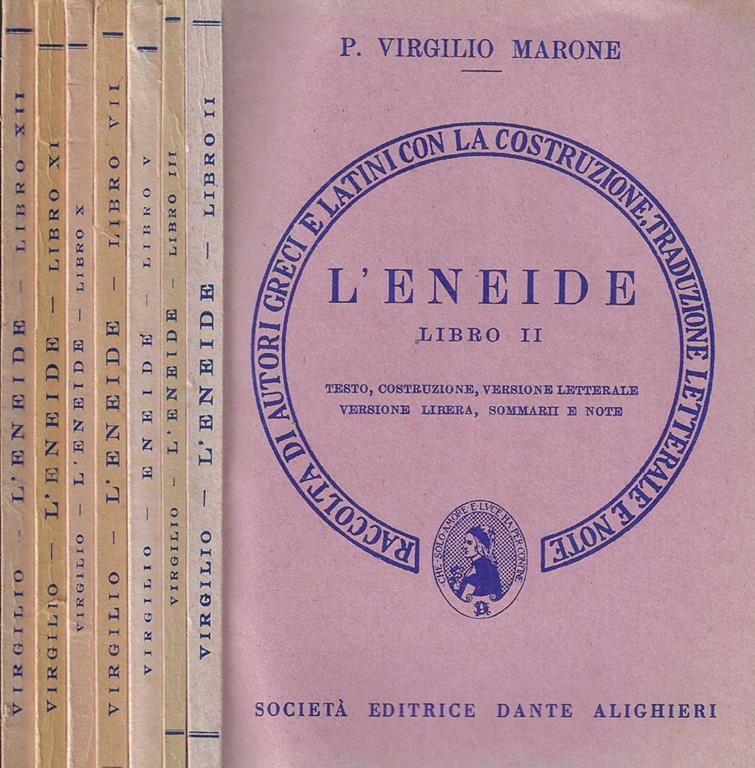 VIRGILIO — L'ENEIDE — LIBRO XII
VIRGILIO — L'ENEIDE — LIBRO XI
VIRGILIO — L'ENEIDE — LIBRO X
VIRGILIO — L'ENEIDE — LIBRO VII
VIRGILIO — ENEIDE — LIBRO V
VIRGILIO — L'ENEIDE — LIBRO III
VIRGILIO — L'ENEIDE — LIBRO II
P. VIRGILIO MARONE
RACCOLTA DI AUTORI GRECI E LATINI CON LA COSTRUZIONE, TRADUZIONE LETTERALE E NOTE
L'ENEIDE
LIBRO II
TESTO, COSTRUZIONE, VERSIONE LETTERALE
VERSIONE LIBERA, SOMMARII E NOTE
CHE·SOLO·AMORE·E·LVCE·HA·PER·CONFINE
SOCIETÀ EDITRICE DANTE ALIGHIERI